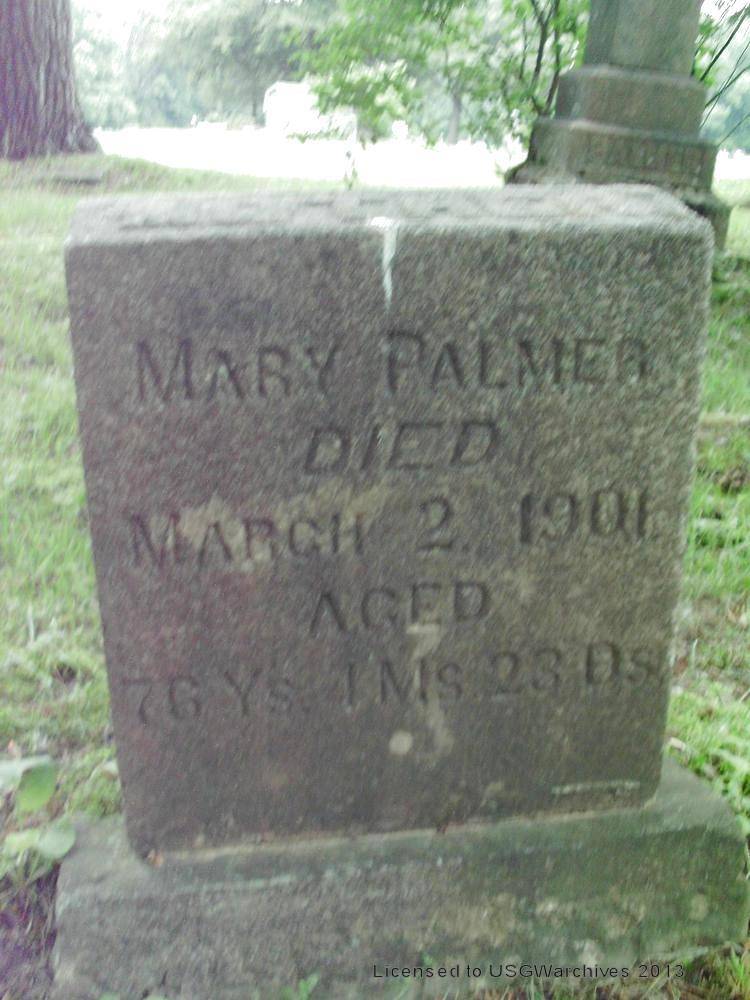 MARY PALMER
DIED
MARCH 2, 1901.
AGED
76 Ys. 1 Ms 23 Ds.
Licensed to USGWarchives 2013